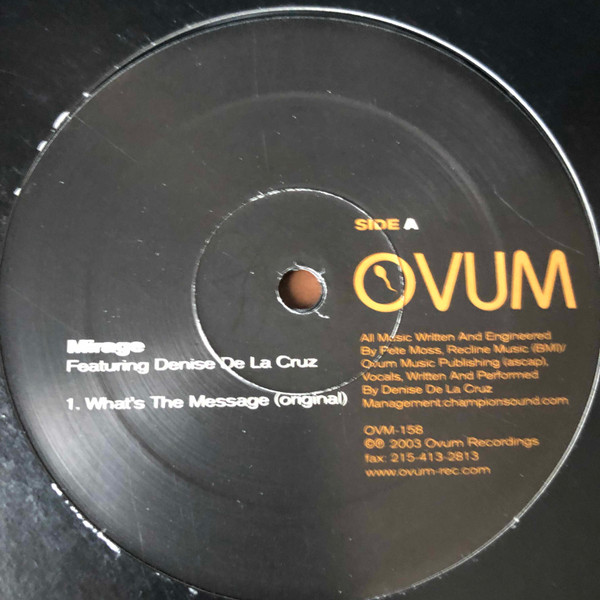 SIDE A
OVUM
Mirage
Featuring Denise De La Cruz
1. What's The Message (original)
All Music Written And Engineered
By Pete Moss, Recline Music (BMI)/
Ovum Music Publishing (ascap),
Vocals, Written And Performed
By Denise De La Cruz
Management:championsound.com
OVM-158
©℗ 2003 Ovum Recordings
fax: 215-413-2813
www.ovum-rec.com